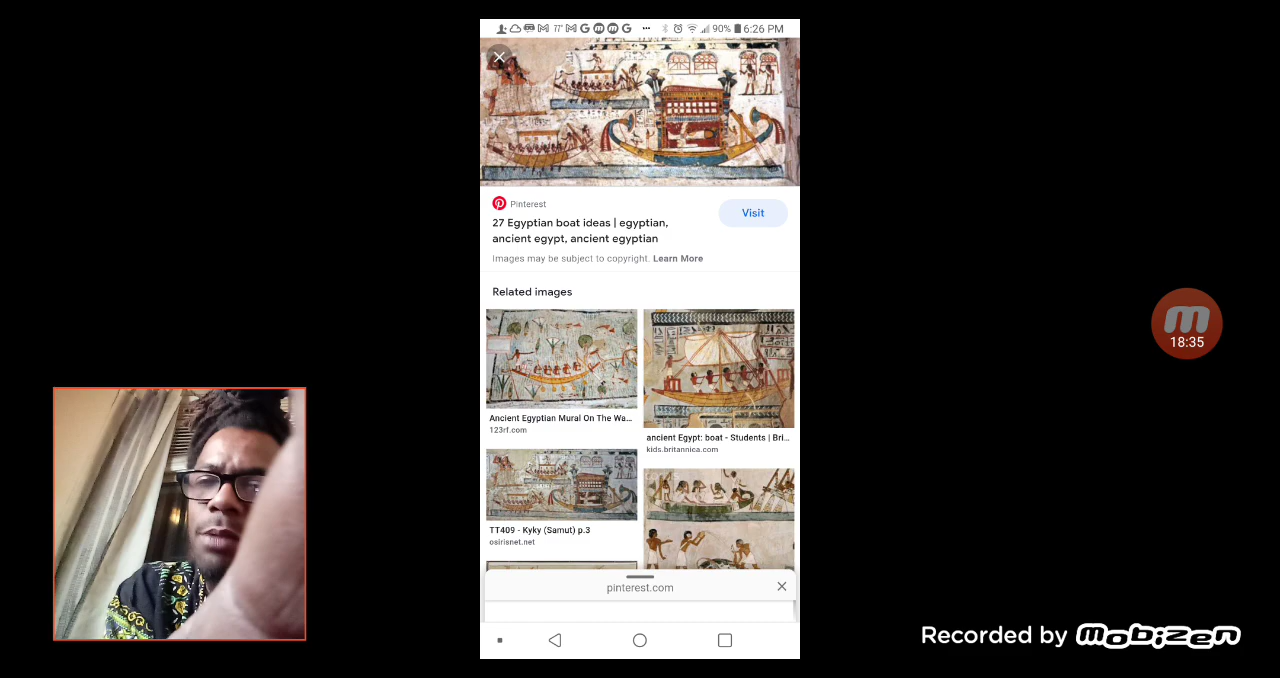 77°
90%
6:26 PM
Pinterest
27 Egyptian boat ideas | egyptian,
ancient egypt, ancient egyptian
Visit
Images may be subject to copyright. Learn More
Related images
Ancient Egyptian Mural On The Wa...
123rf.com
ancient Egypt: boat - Students | Bri...
kids.britannica.com
TT409 - Kyky (Samut) p.3
osirisnet.net
pinterest.com
m
18:35
Recorded by mobizen